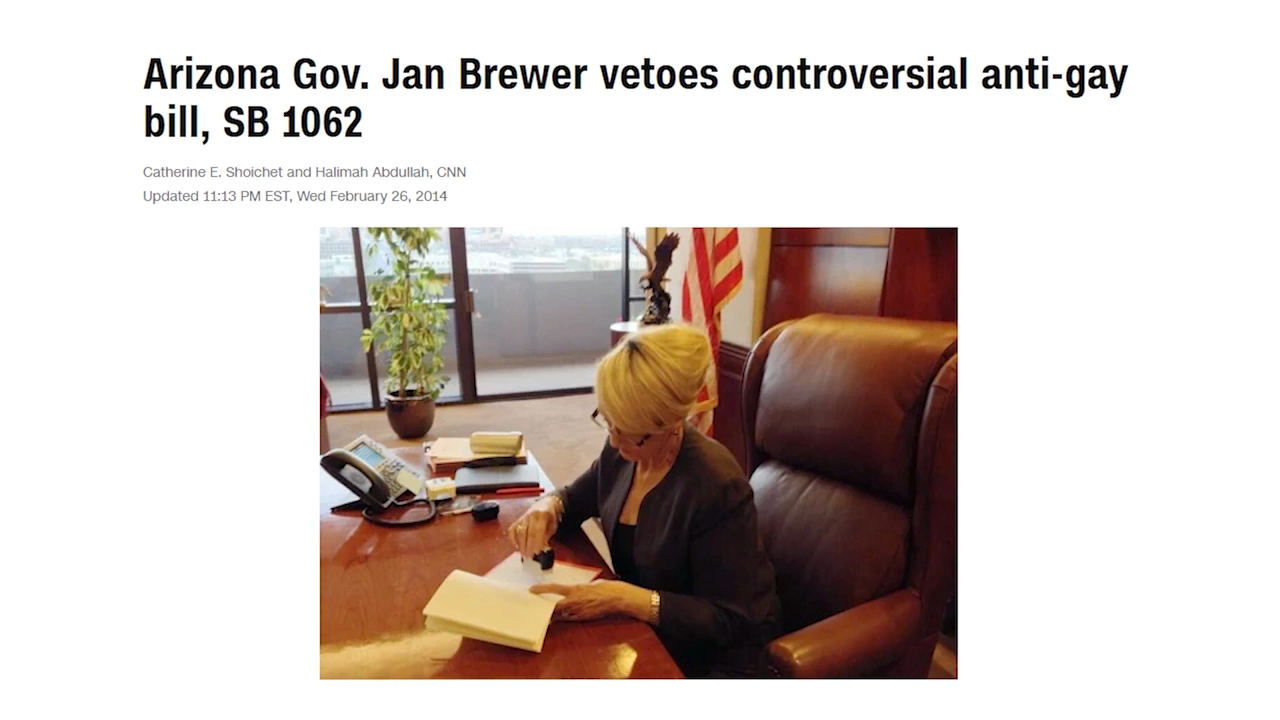 Arizona Gov. Jan Brewer vetoes controversial anti-gay
bill, SB 1062
Catherine E. Shoichet and Halimah Abdullah, CNN
Updated 11:13 PM EST, Wed February 26, 2014